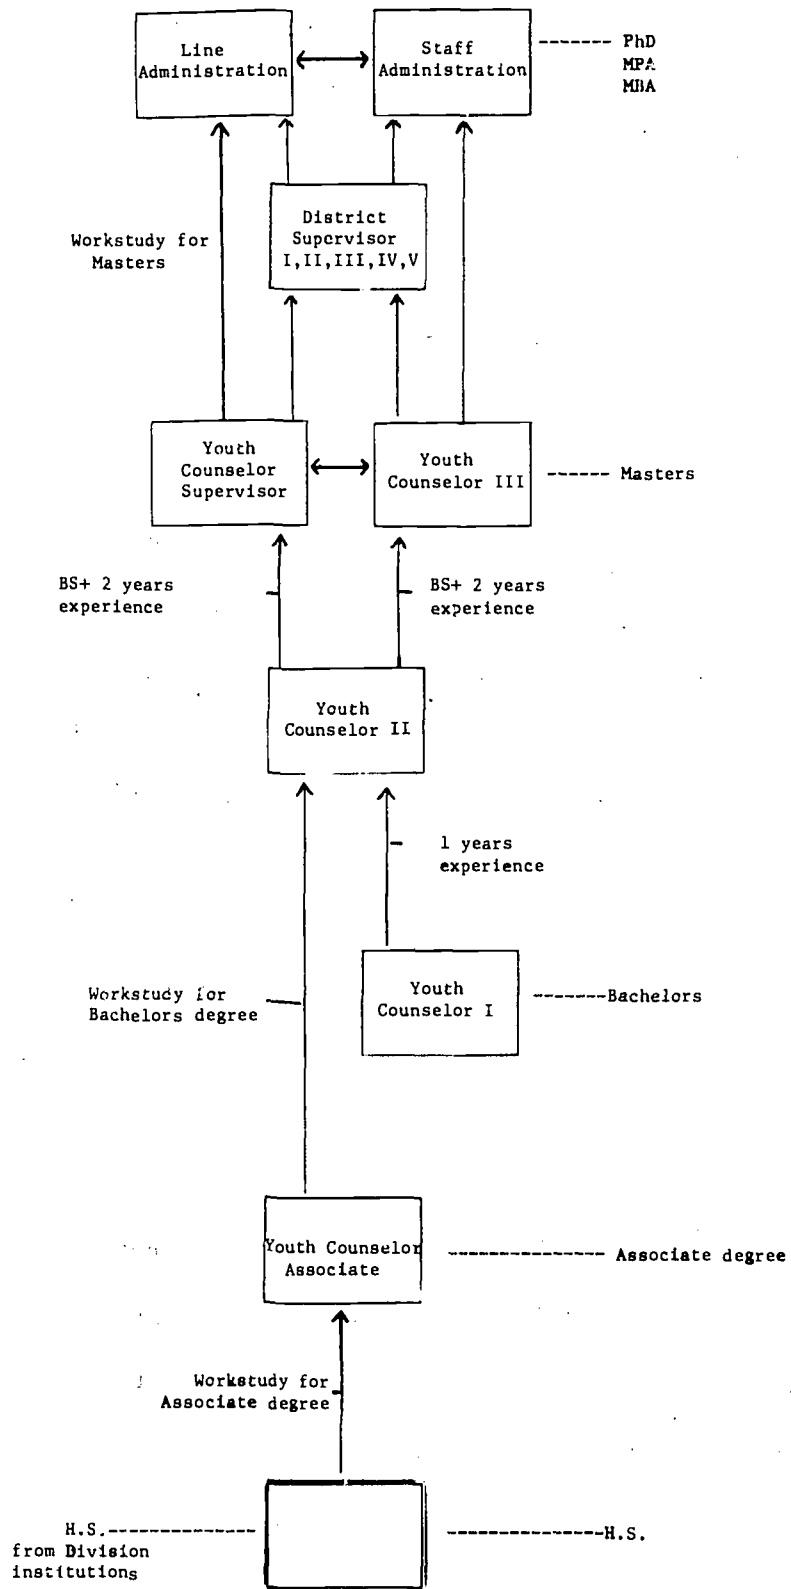 Line
Administration
Staff
Administration
PhD
MPA
MBA
District
Supervisor
I,II,III,IV,V
Workstudy for
Masters
Youth
Counselor
Supervisor
Youth
Counselor III
Masters
BS+ 2 years
experience
BS+ 2 years
experience
Youth
Counselor II
1 years
experience
Workstudy for
Bachelors degree
Youth
Counselor I
Bachelors
Youth Counselor
Associate
Associate degree
Workstudy for
Associate degree
H.S.
from Division
institutions
H.S.